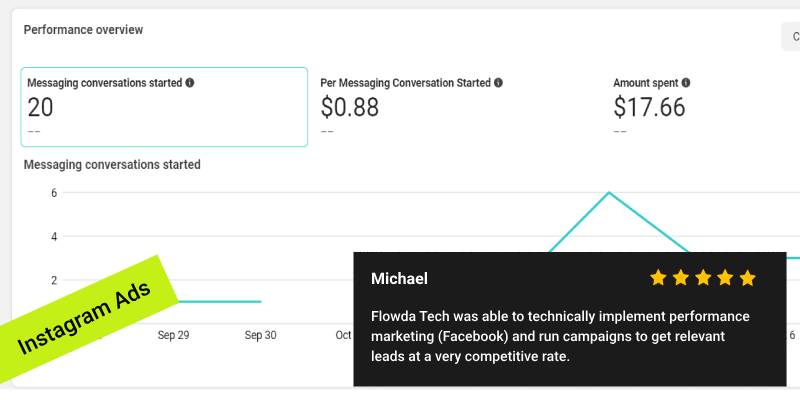 Performance overview
C
Messaging conversations started
Per Messaging Conversation Started
Amount spent
20
$0.88
$17.66
--
--
--
Messaging conversations started
6
4
2
Instagram Ads
Sep 29
Sep 30
Oct
6
Michael
Flowda Tech was able to technically implement performance
marketing (Facebook) and run campaigns to get relevant
leads at a very competitive rate.